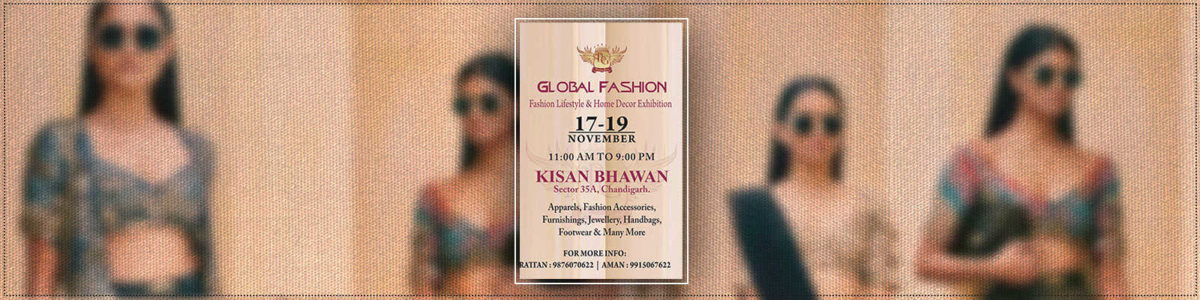 GLOBAL FASHION
Fashion Lifestyle & Home Decor Exhibition
17-19
NOVEMBER
11:00 AM TO 9:00 PM
KISAN BHAWAN
Sector 35A, Chandigarh.
Apparels, Fashion Accessories,
Furnishings, Jewellery, Handbags,
Footwear & Many More
FOR MORE INFO:
RATTAN : 9876070622 | AMAN : 9915067622